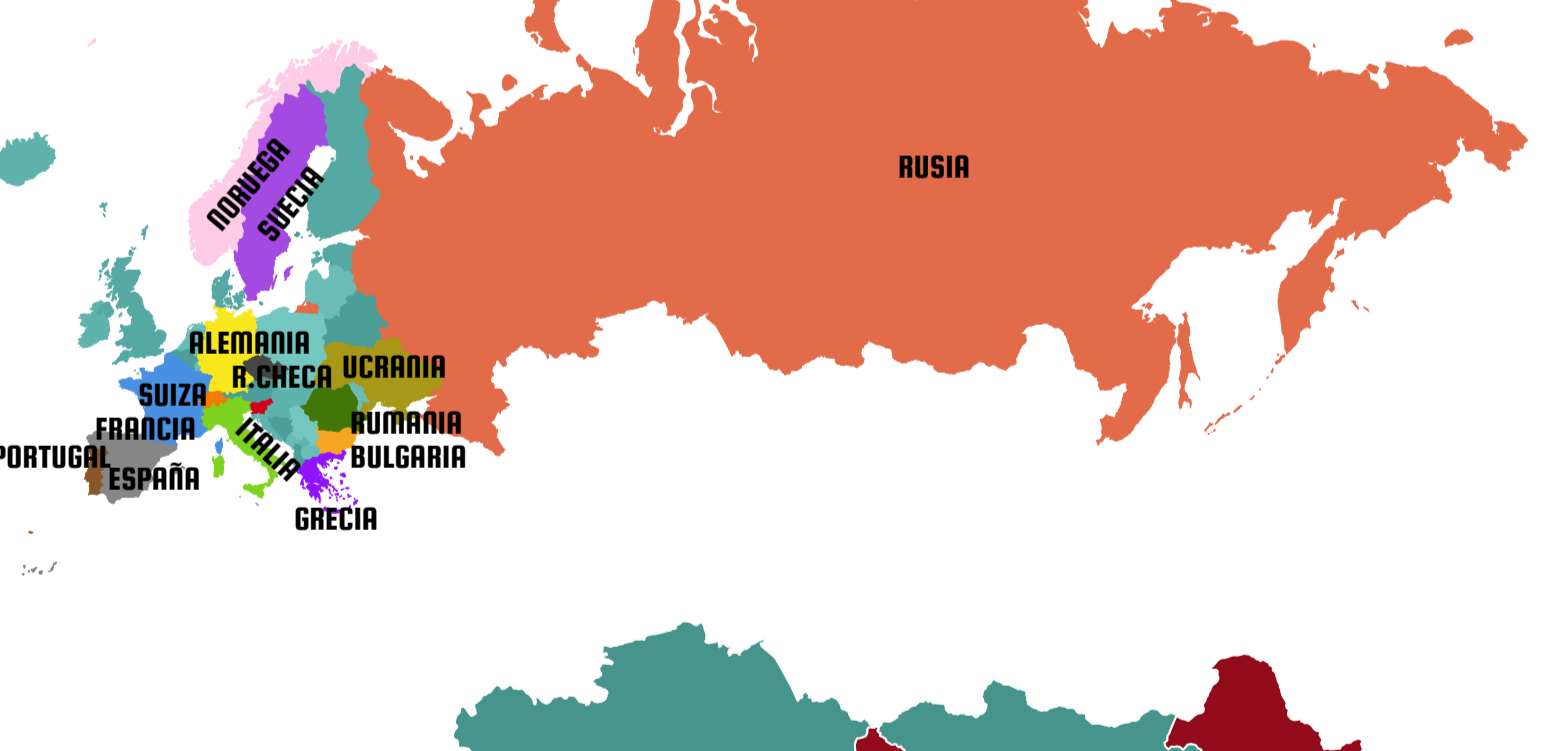 NORUEGA
SUECIA
RUSIA
ALEMANIA
R.CHECA
UCRANIA
SUIZA
FRANCIA
RUMANIA
ITALIA
PORTUGAL
ESPAÑA
BULGARIA
GRECIA